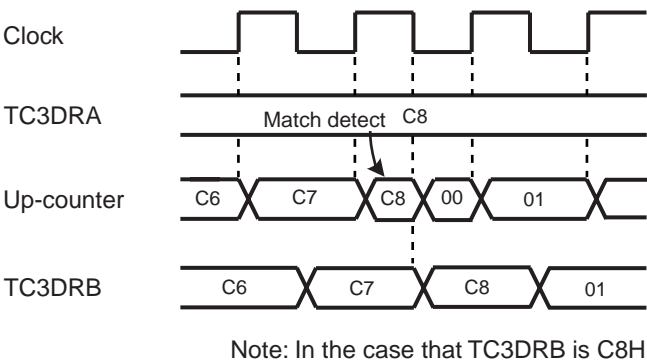 Clock
TC3DRA
Match detect C8
Up-counter C6 C7 C8 00 01
TC3DRB C6 C7 C8 01
Note: In the case that TC3DRB is C8H